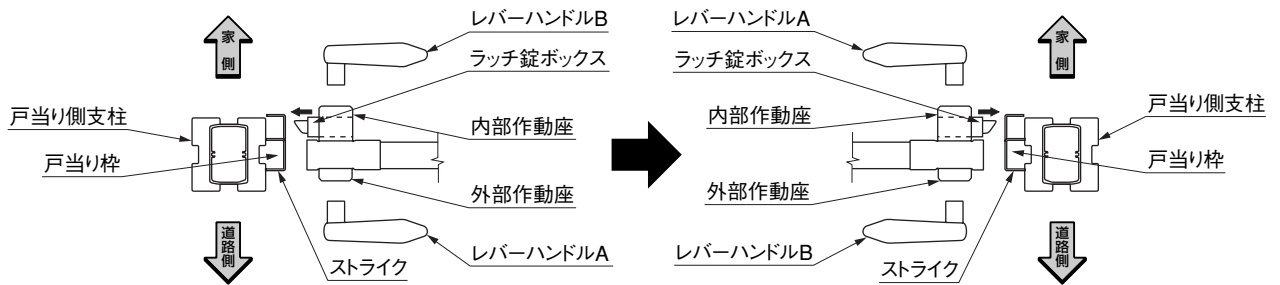 家側
レバーハンドルB
ラッチ錠ボックス
戸当り側支柱
内部作動座
戸当り枠
外部作動座
道路側
レバーハンドルA
ストライク
レバーハンドルA
家側
ラッチ錠ボックス
戸当り側支柱
内部作動座
戸当り枠
外部作動座
道路側
レバーハンドルB
ストライク